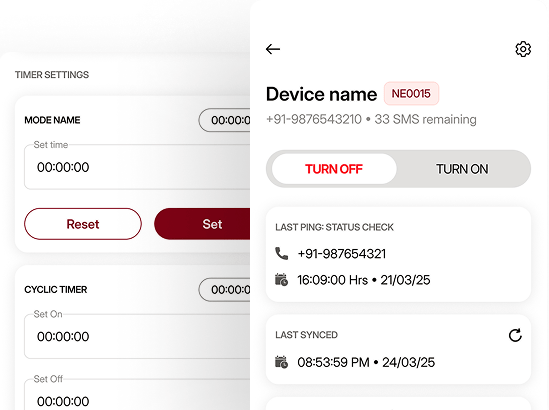 TIMER SETTINGS
MODE NAME
00:00:0
Set time
00:00:00
Reset
Set
CYCLIC TIMER
00:00:0
Set On
00:00:00
Set Off
00:00:00
Device name
NE0015
+91-9876543210 • 33 SMS remaining
TURN OFF
TURN ON
LAST PING: STATUS CHECK
+91-987654321
16:09:00 Hrs • 21/03/25
LAST SYNCED
08:53:59 PM • 24/03/25